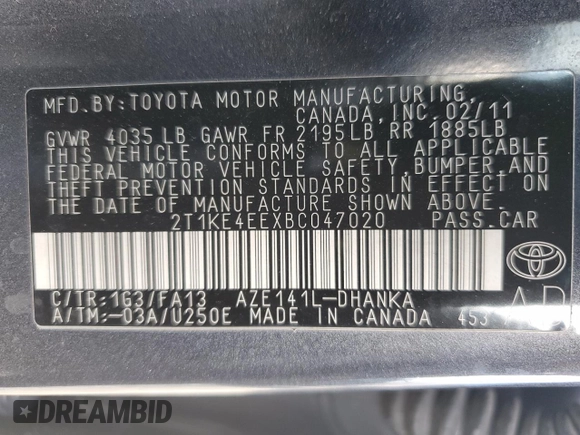 MFD.BY:TOYOTA MOTOR MANUFACTURING,
CANADA, INC. 02/11
GVWR 4035 LB GAWR FR 2195LB RR 1885LB
THIS VEHICLE CONFORMS TO ALL APPLICABLE
FEDERAL MOTOR VEHICLE SAFETY, BUMPER, AND
THEFT PREVENTION STANDARDS IN EFFECT ON
THE DATE OF MANUFACTURE SHOWN ABOVE.
2T1KE4EEXBC047020 PASS.CAR
C/TR:1G3/FA13 AZE141L-DHANKA
A/TM:-03A/U250E MADE IN CANADA 453
TOYOTA
DREAMBID